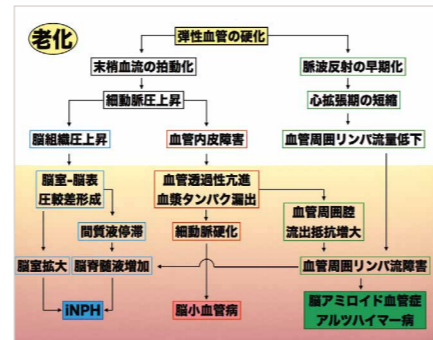 老化
弾性血管の硬化
末梢血流の拍動化
脈波反射の早期化
細動脈圧上昇
心拡張期の短縮
脳組織圧上昇
血管内皮障害
血管周囲リンパ流量低下
脳室-脳表
圧較差形成
血管透過性亢進
血漿タンパク漏出
血管周囲腔
流出抵抗増大
間質液停滞
細動脈硬化
脳室拡大
脳脊髄液増加
血管周囲リンパ流障害
iNPH
脳小血管病
脳アミロイド血管症
アルツハイマー病